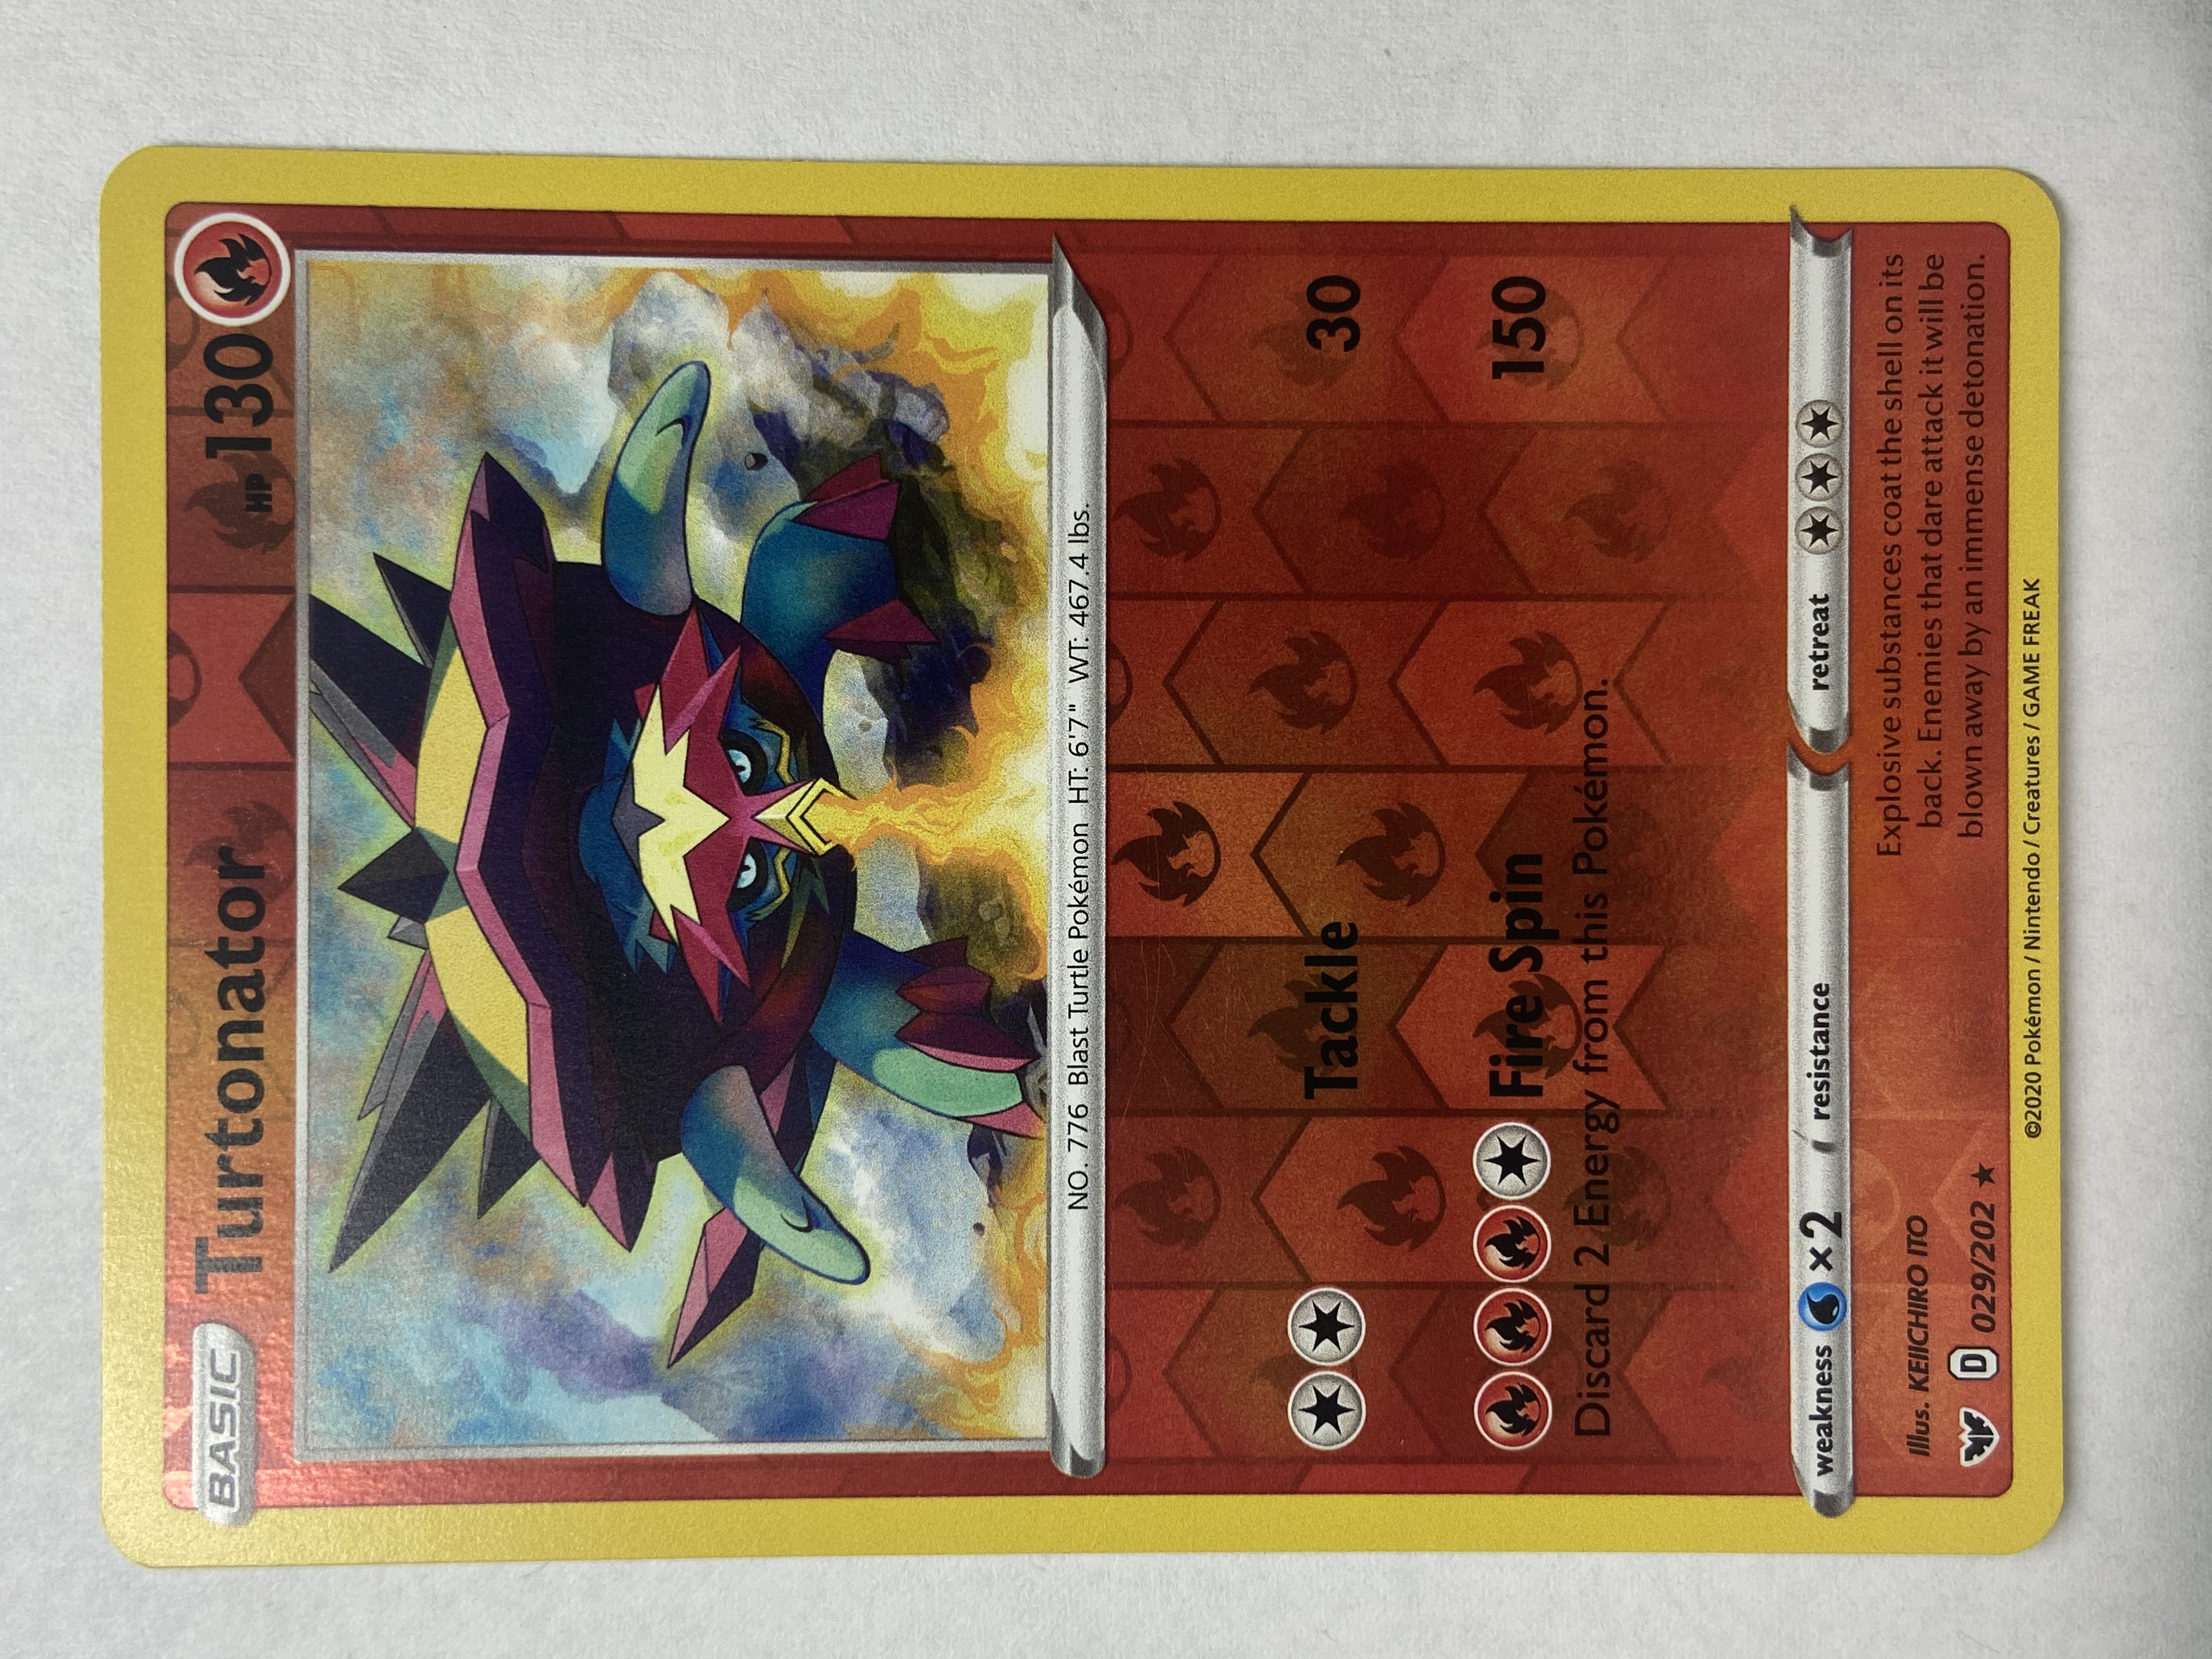 BASIC Turtonator HP 130
NO. 776 Blast Turtle Pokémon HT: 6'7" WT: 467.4 lbs.
Tackle 30
Fire Spin 150
Discard 2 Energy from this Pokémon.
weakness ×2 resistance retreat
Explosive substances coat the shell on its
back. Enemies that dare attack it will be
blown away by an immense detonation.
Illus. KEIICHIRO ITO
D 029/202 ★
©2020 Pokémon / Nintendo / Creatures / GAME FREAK